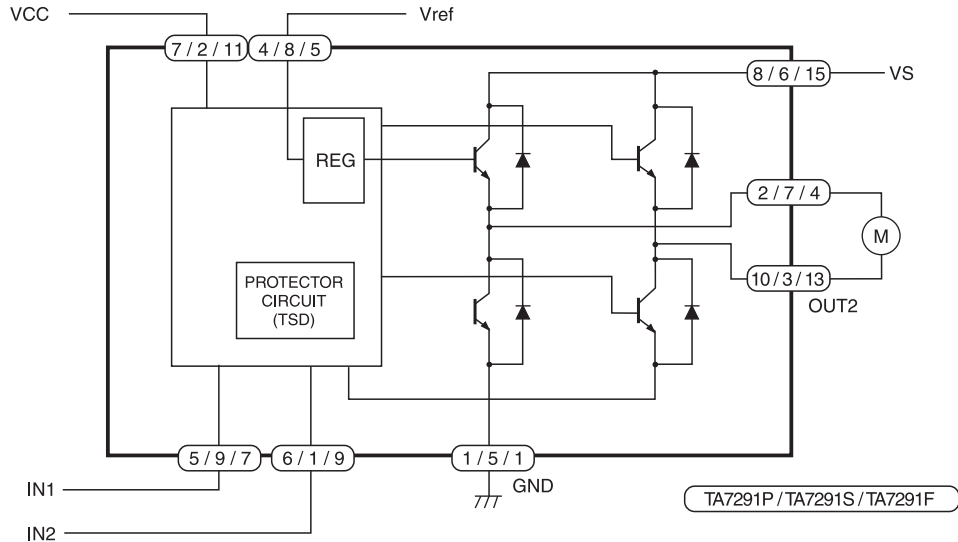 VCC
Vref
7 / 2 / 11
4 / 8 / 5
8 / 6 / 15
VS
REG
2 / 7 / 4
M
PROTECTOR
CIRCUIT
(TSD)
10 / 3 / 13
OUT2
5 / 9 / 7
6 / 1 / 9
1 / 5 / 1
GND
IN1
IN2
TA7291P / TA7291S / TA7291F